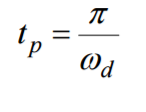 t_p = π / ω_d